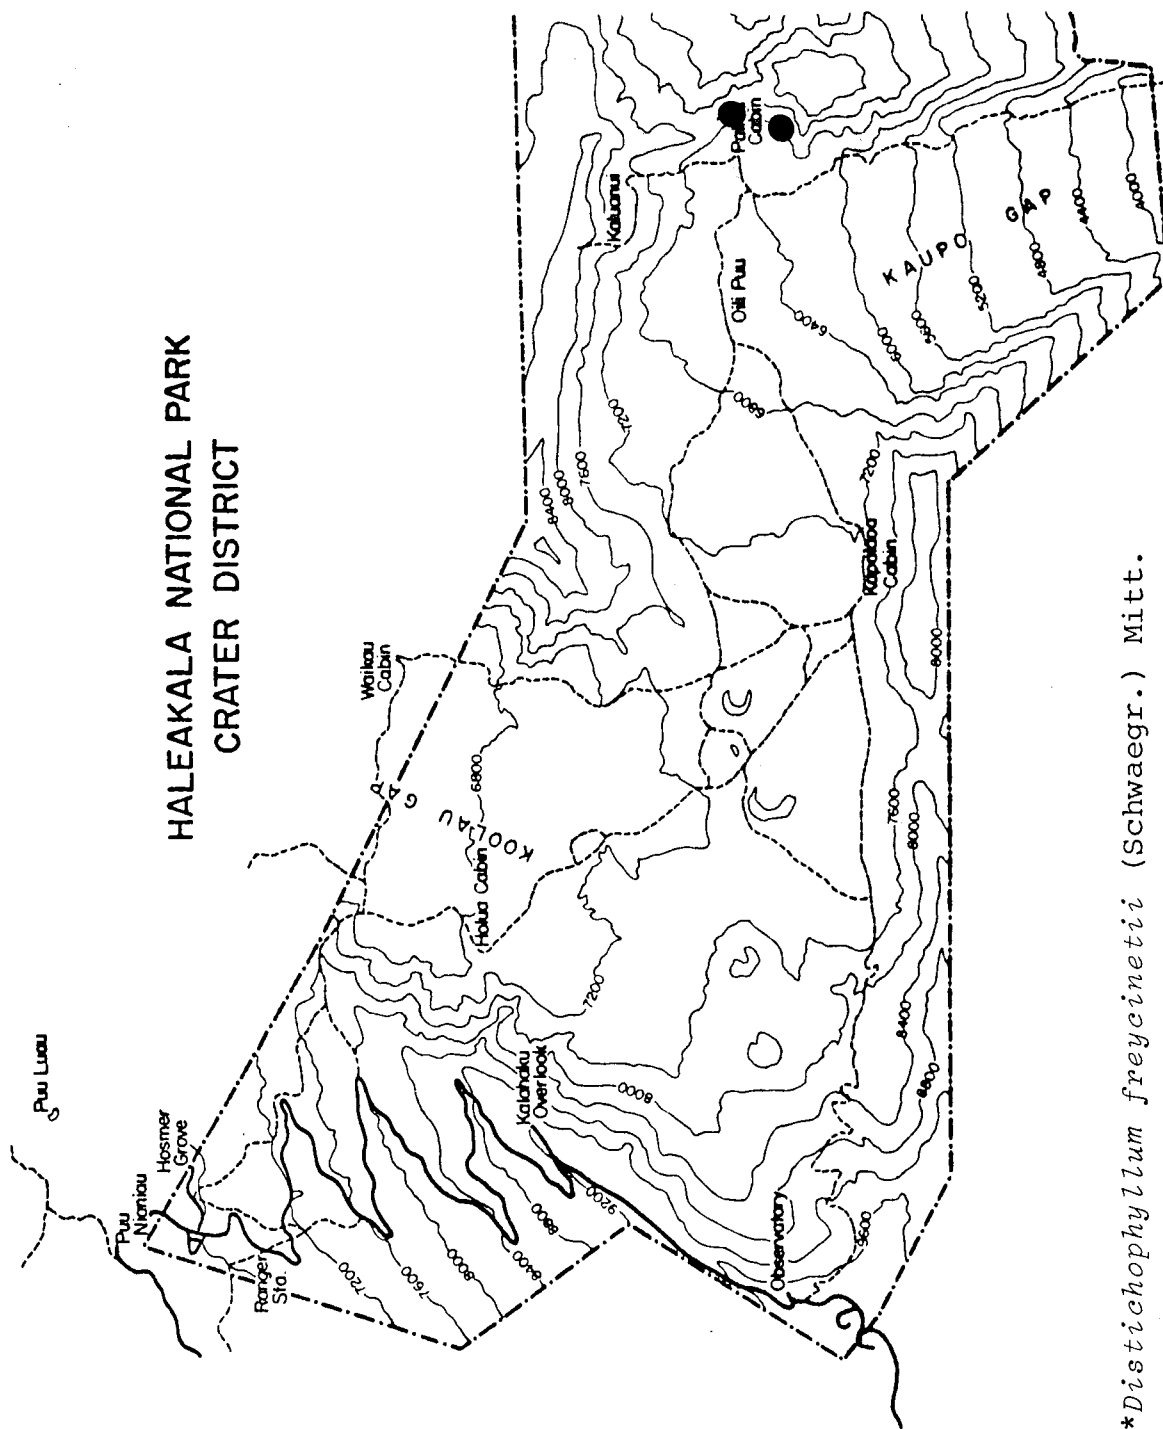 HALEAKALA NATIONAL PARK
CRATER DISTRICT
Puu Luau
Hosmer
Grove
Puu
Nianiau
Ranger
Sta.
7200
7600
8000
8400
8800
9200
Kalahaku
Overlook
Observatory
9600
8800
8400
8000
7200
Holua Cabin
KOOLAU GAP
6800
Waikau
Cabin
8400
8000
7600
7200
6800
Kapalaoa
Cabin
7200
8000
7600
8000
Kaluanui
Oili Puu
Cabin
6400
6000
5600
5200
4800
4400
4000
KAUPO GAP
*Distichophyllum freycinetii (Schwaegr.) Mitt.